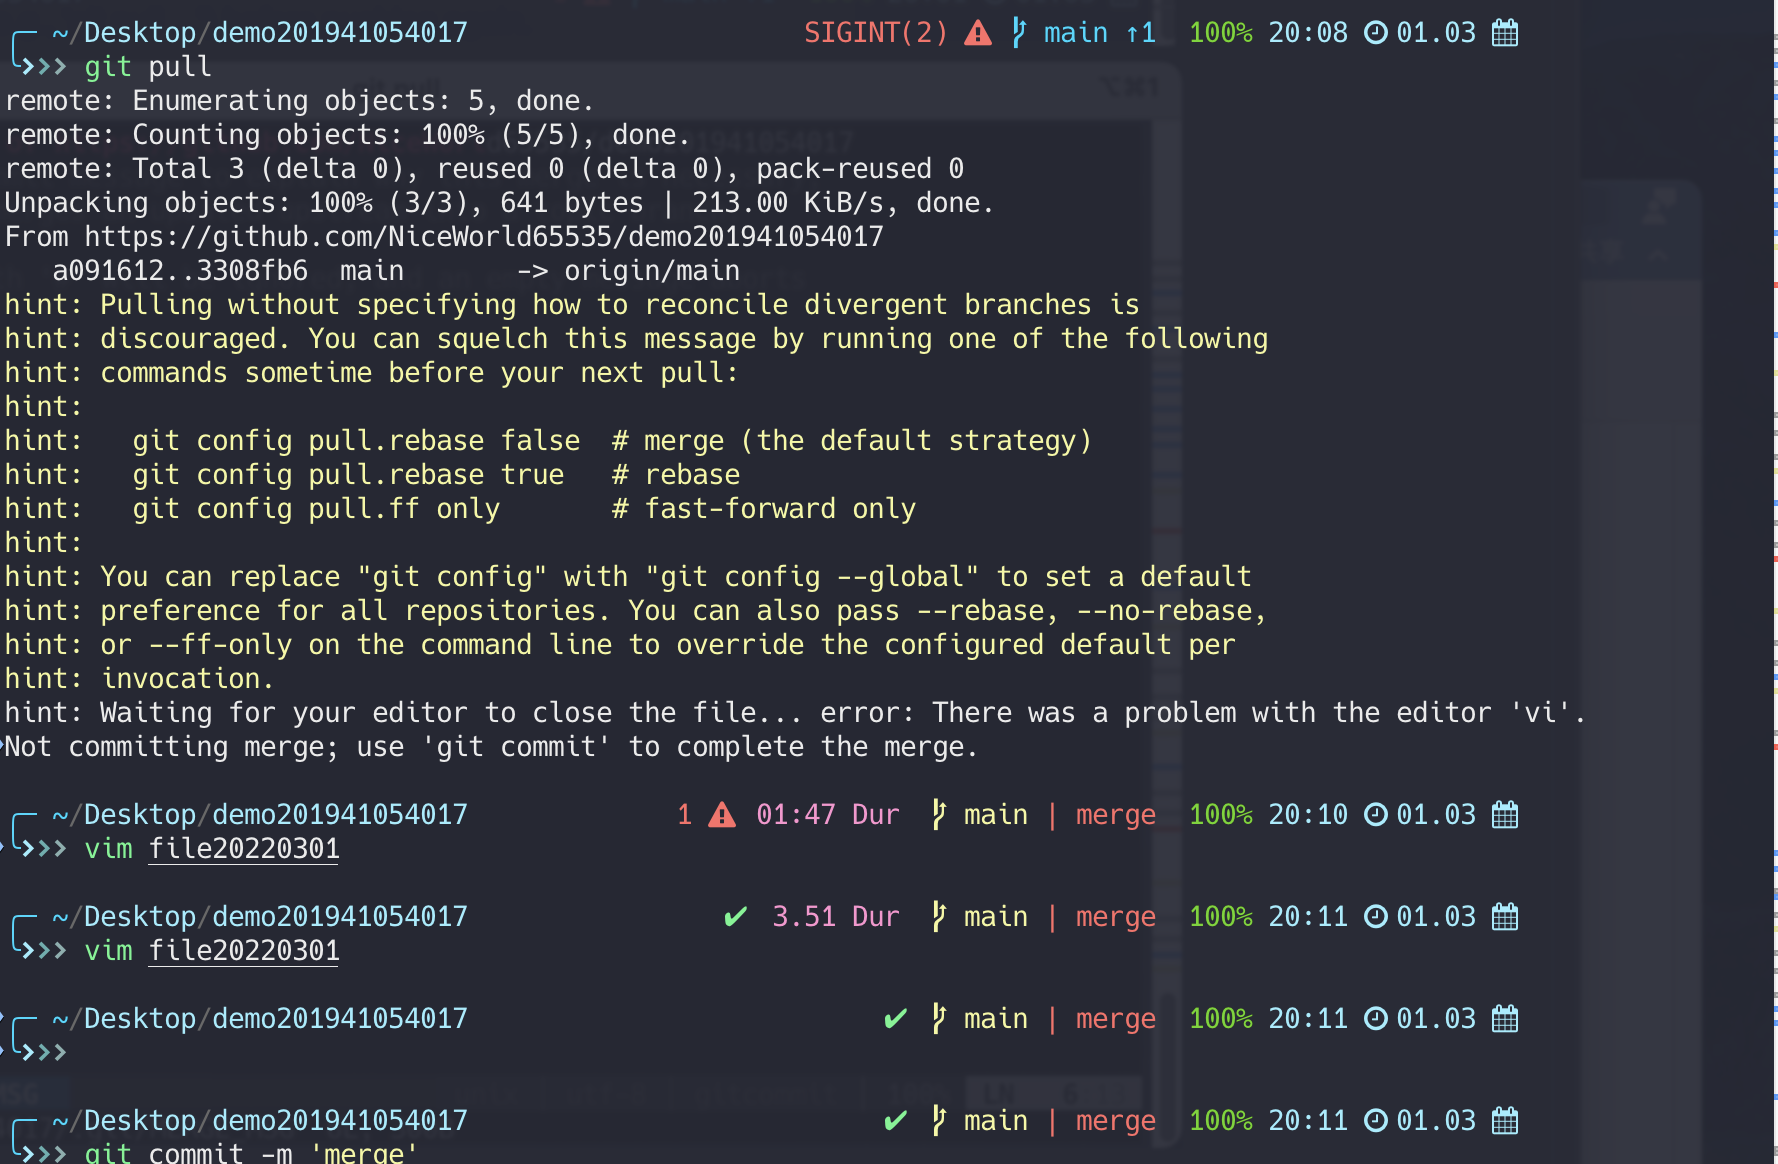 ~/Desktop/demo201941054017 SIGINT(2) main ↑1 100% 20:08 01.03
>>> git pull
remote: Enumerating objects: 5, done.
remote: Counting objects: 100% (5/5), done.
remote: Total 3 (delta 0), reused 0 (delta 0), pack-reused 0
Unpacking objects: 100% (3/3), 641 bytes | 213.00 KiB/s, done.
From https://github.com/NiceWorld65535/demo201941054017
   a091612..3308fb6  main       -> origin/main
hint: Pulling without specifying how to reconcile divergent branches is
hint: discouraged. You can squelch this message by running one of the following
hint: commands sometime before your next pull:
hint:
hint:   git config pull.rebase false  # merge (the default strategy)
hint:   git config pull.rebase true   # rebase
hint:   git config pull.ff only       # fast-forward only
hint:
hint: You can replace "git config" with "git config --global" to set a default
hint: preference for all repositories. You can also pass --rebase, --no-rebase,
hint: or --ff-only on the command line to override the configured default per
hint: invocation.
hint: Waiting for your editor to close the file... error: There was a problem with the editor 'vi'.
Not committing merge; use 'git commit' to complete the merge.
~/Desktop/demo201941054017 1 01:47 Dur main | merge 100% 20:10 01.03
>>> vim file20220301
~/Desktop/demo201941054017 ✔ 3.51 Dur main | merge 100% 20:11 01.03
>>> vim file20220301
~/Desktop/demo201941054017 ✔ main | merge 100% 20:11 01.03
>>>
~/Desktop/demo201941054017 ✔ main | merge 100% 20:11 01.03
>>> git commit -m 'merge'